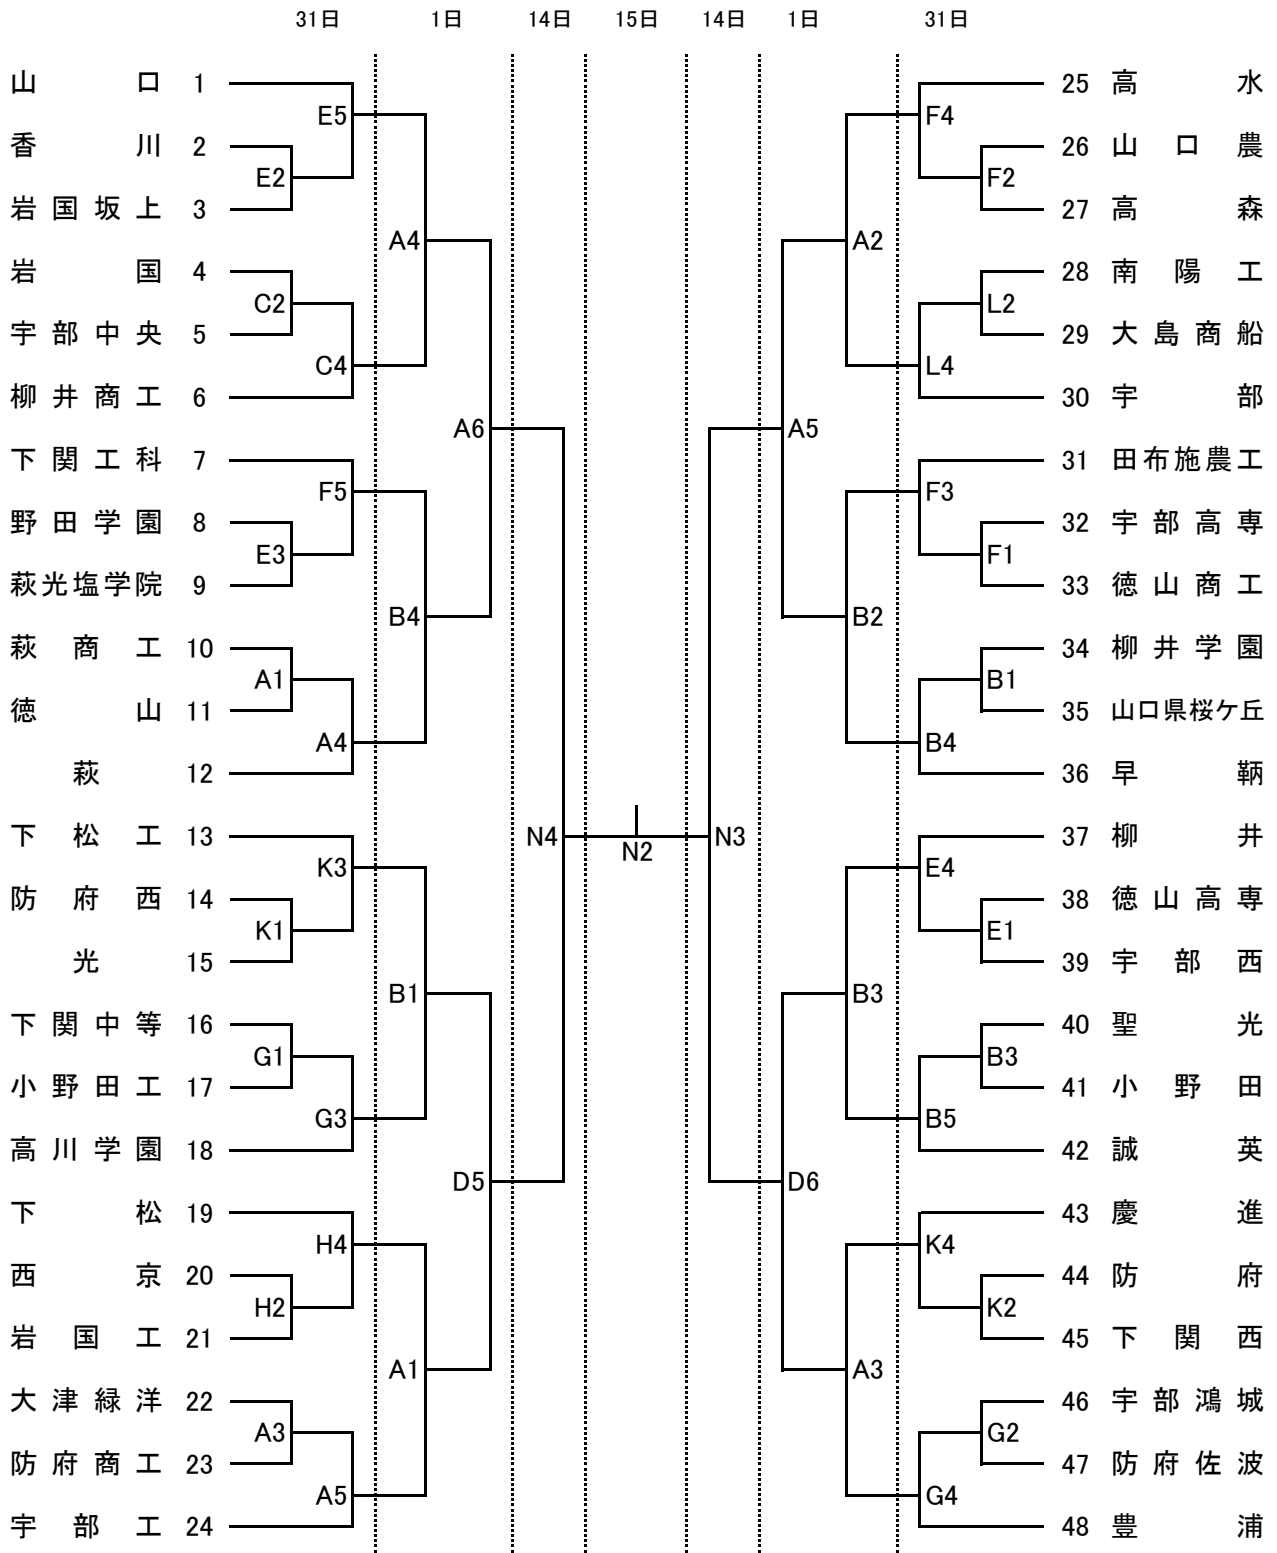 31日 1日 14日 15日 14日 1日 31日
山口 1 25 高水
E5 F4
香川 2 26 山口農
E2 F2
岩国坂上 3 27 高森
A4 A2
岩国 4 28 南陽工
C2 L2
宇部中央 5 29 大島商船
C4 L4
柳井商工 6 30 宇部
A6 A5
下関工科 7 31 田布施農工
F5 F3
野田学園 8 32 宇部高専
E3 F1
萩光塩学院 9 33 徳山商工
B4 B2
萩商工 10 34 柳井学園
A1 B1
徳山 11 35 山口県桜ケ丘
A4 B4
萩 12 36 早鞆
下松工 13 N4 N2 N3 37 柳井
K3 E4
防府西 14 38 徳山高専
K1 E1
光 15 39 宇部西
B1 B3
下関中等 16 40 聖光
G1 B3
小野田工 17 41 小野田
G3 B5
高川学園 18 42 誠英
D5 D6
下松 19 43 慶進
H4 K4
西京 20 44 防府
H2 K2
岩国工 21 45 下関西
A1 A3
大津緑洋 22 46 宇部鴻城
A3 G2
防府商工 23 47 防府佐波
A5 G4
宇部工 24 48 豊浦